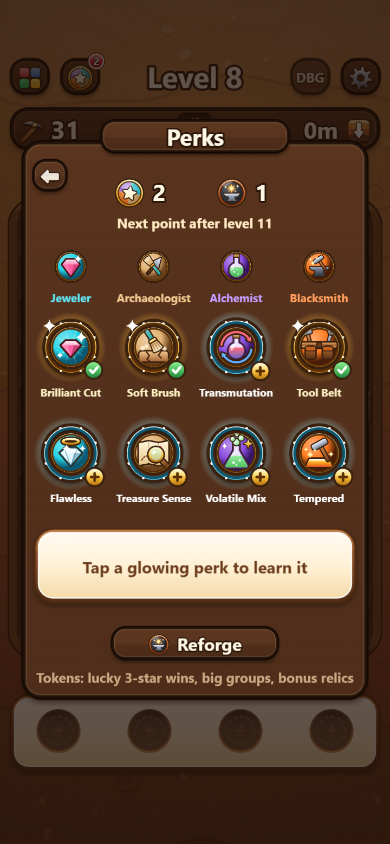 2
Level 8
DBG
31
Perks
0m
2
1
Next point after level 11
Jeweler
Archaeologist
Alchemist
Blacksmith
Brilliant Cut
Soft Brush
Transmutation
Tool Belt
Flawless
Treasure Sense
Volatile Mix
Tempered
Tap a glowing perk to learn it
Reforge
Tokens: lucky 3-star wins, big groups, bonus relics